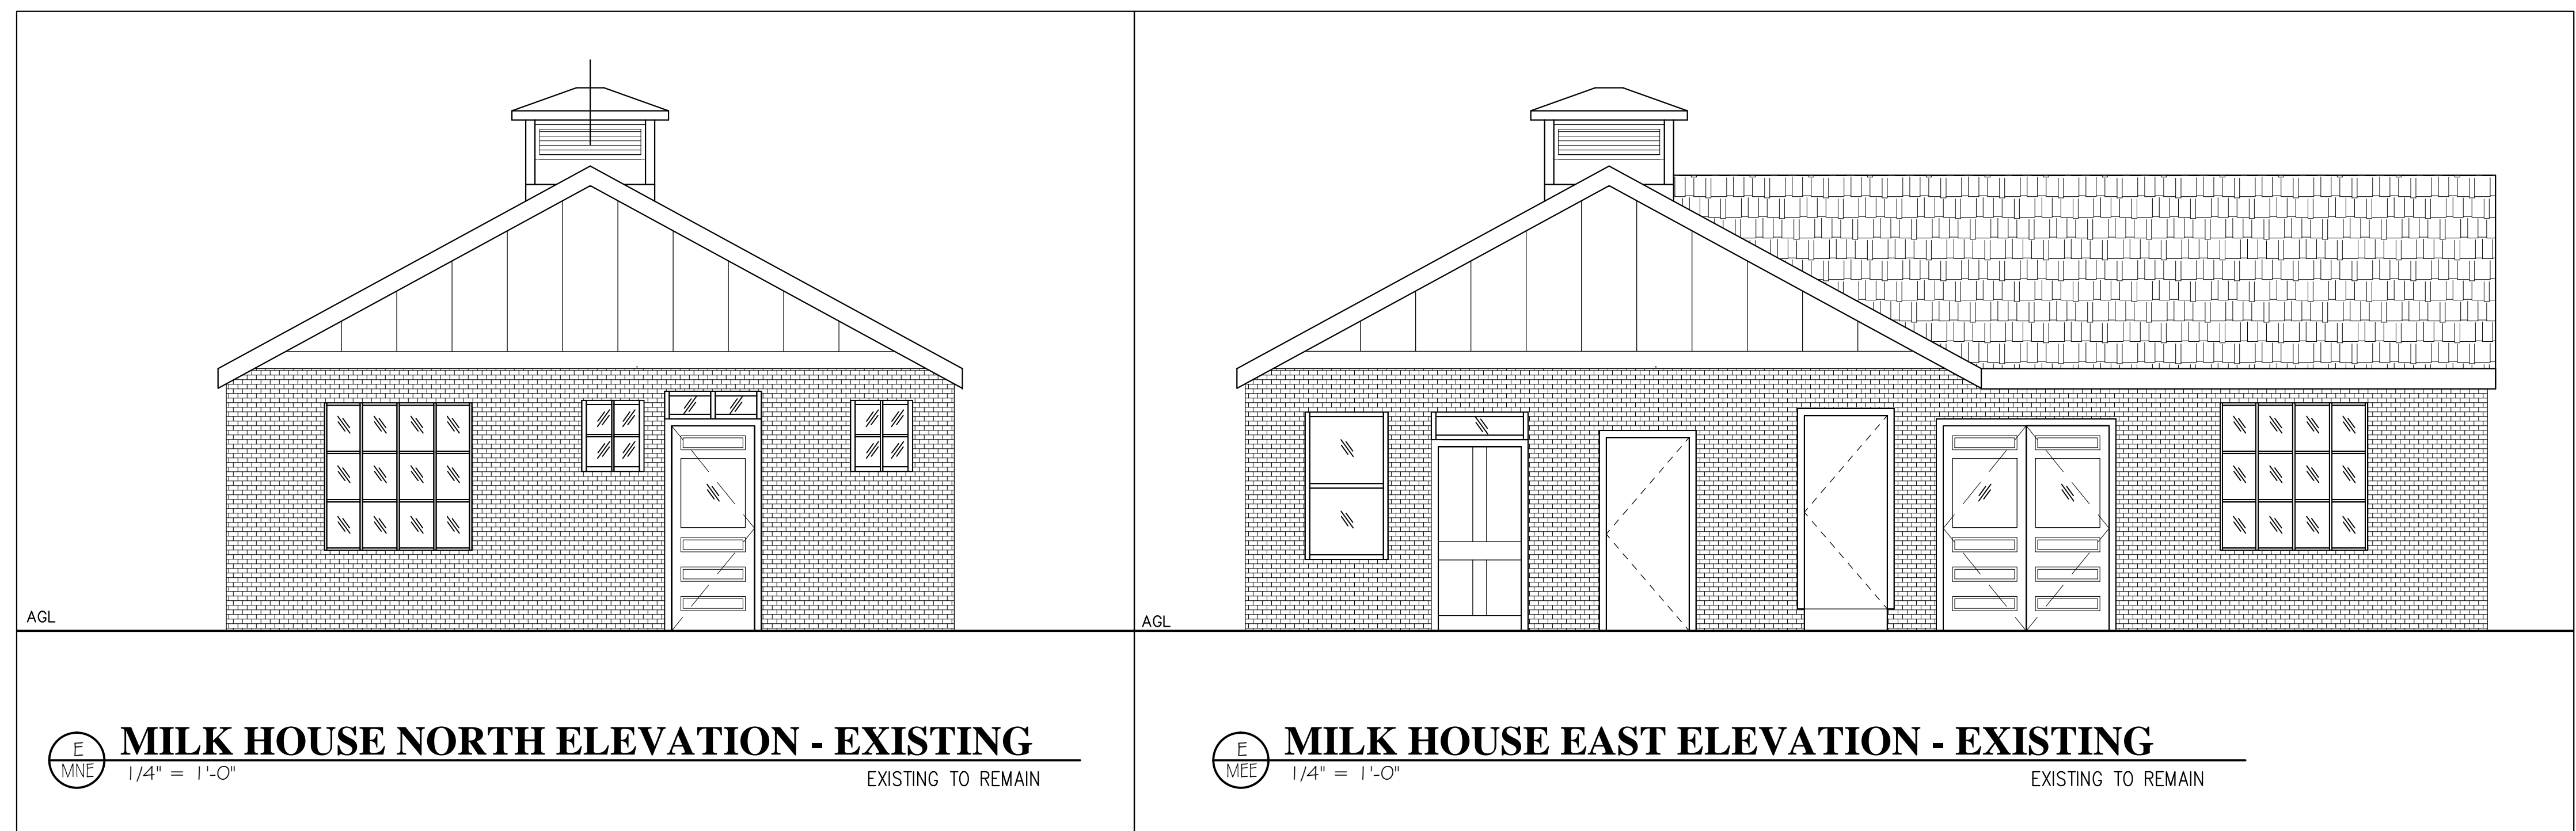 AGL
AGL
E
MNE
MILK HOUSE NORTH ELEVATION - EXISTING
1/4" = 1'-0"
EXISTING TO REMAIN
E
MEE
MILK HOUSE EAST ELEVATION - EXISTING
1/4" = 1'-0"
EXISTING TO REMAIN